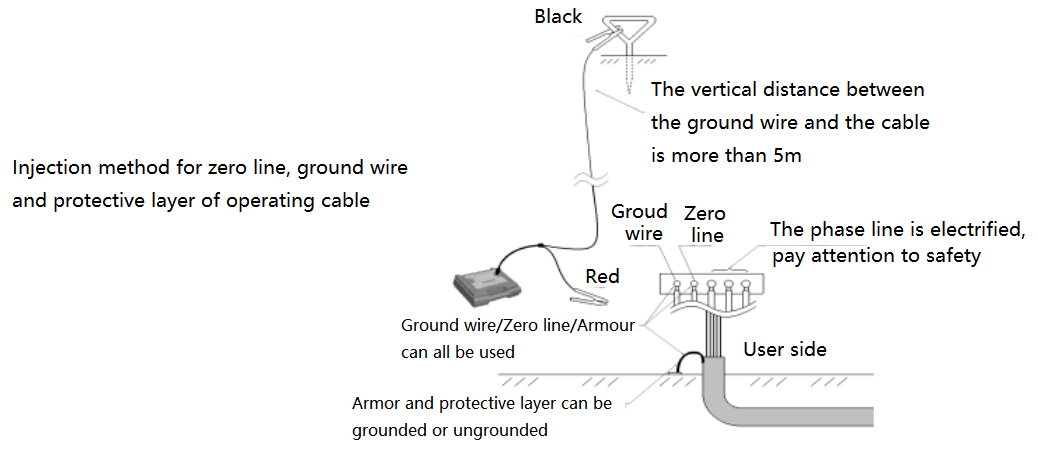 Black
The vertical distance between
the ground wire and the cable
is more than 5m
Injection method for zero line, ground wire
and protective layer of operating cable
Groud
wire
Zero
line
The phase line is electrified,
pay attention to safety
Red
Ground wire/Zero line/Armour
can all be used
User side
Armor and protective layer can be
grounded or ungrounded